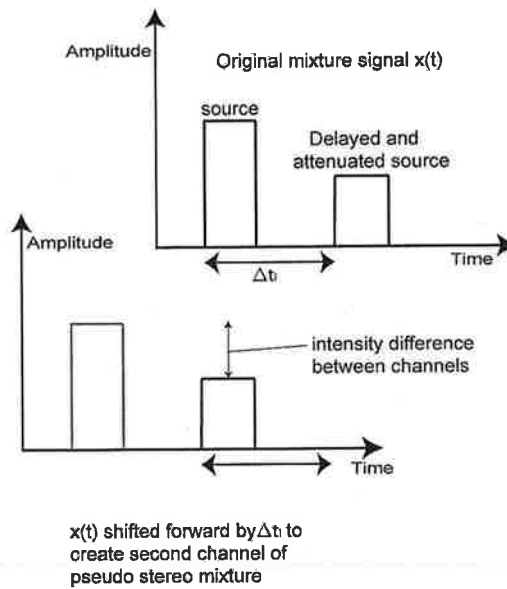 Amplitude
Original mixture signal x(t)
source
Delayed and
attenuated source
Time
Δtᵢ
Amplitude
intensity difference
between channels
Time
x(t) shifted forward by Δtᵢ to
create second channel of
pseudo stereo mixture